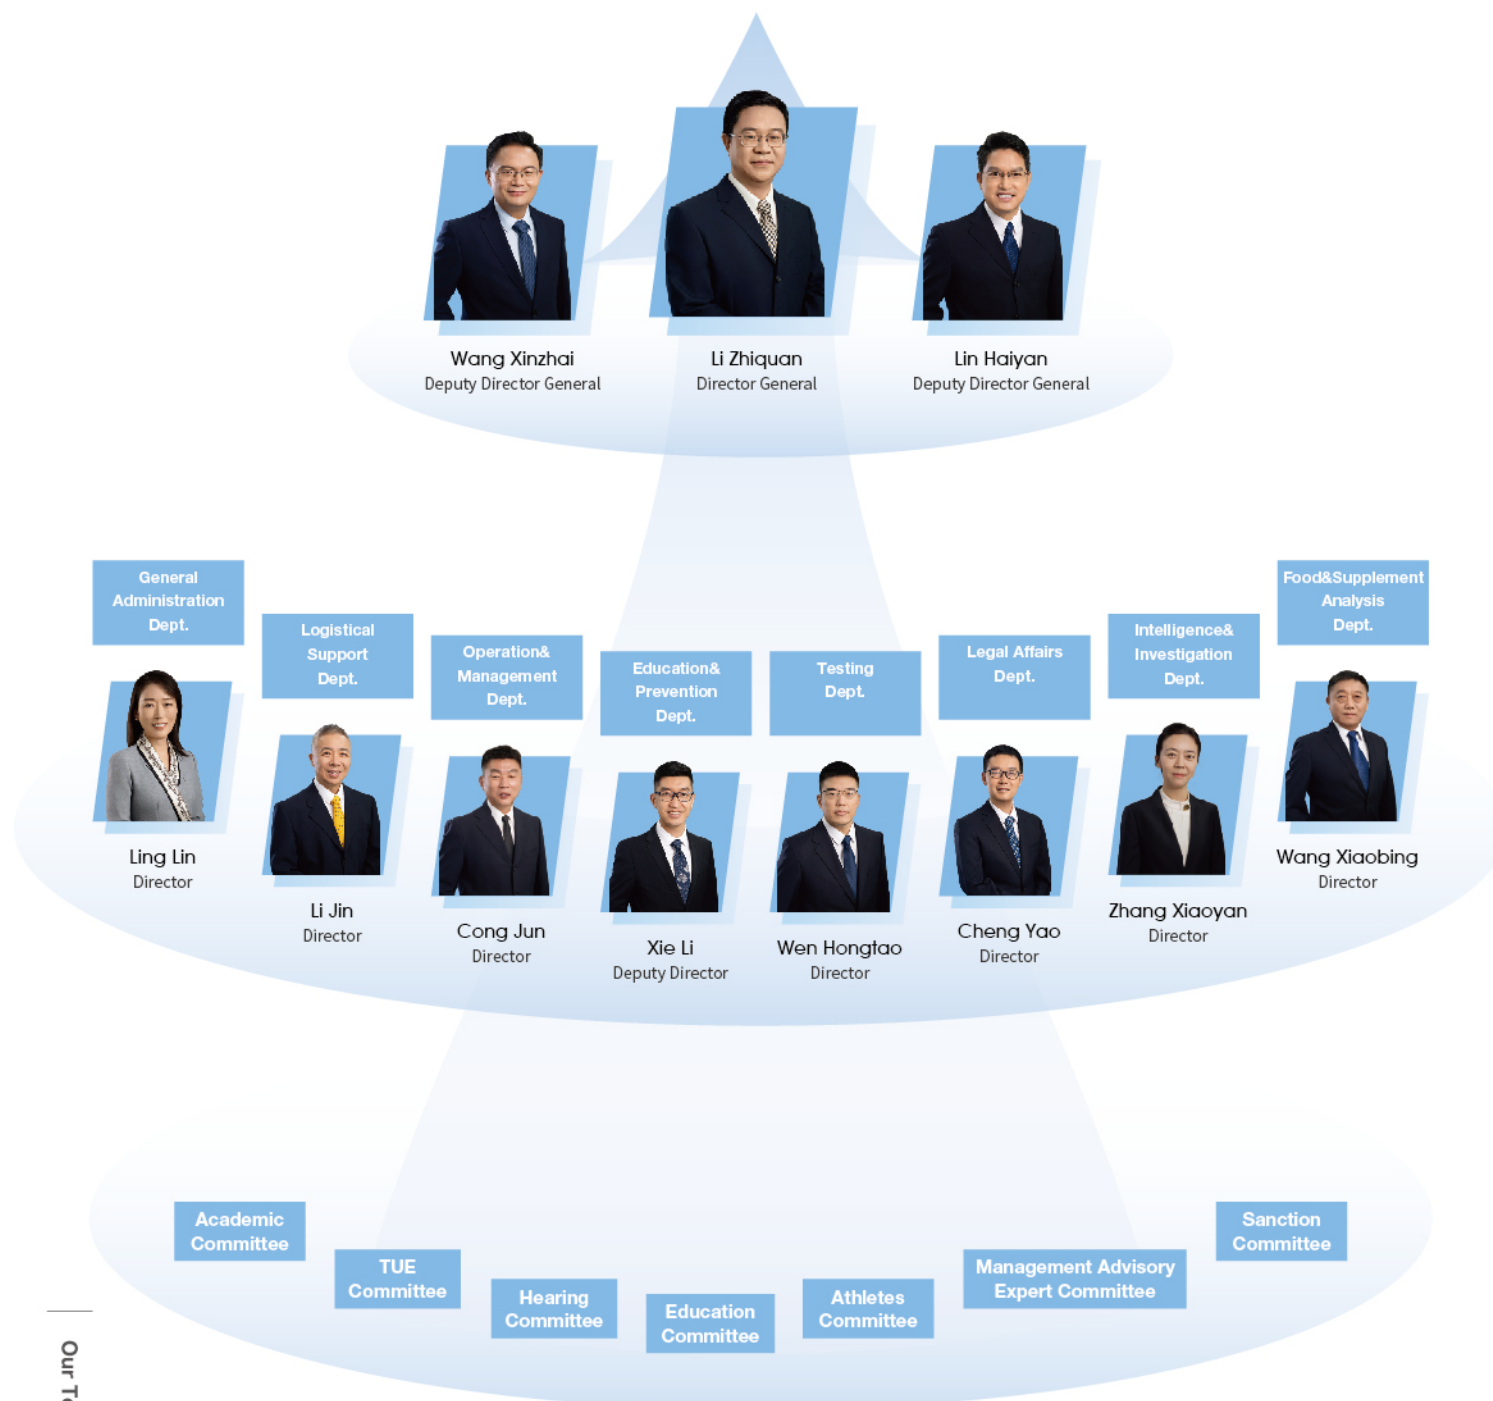 Wang Xinzhai
Deputy Director General
Li Zhiquan
Director General
Lin Haiyan
Deputy Director General
General
Administration
Dept.
Ling Lin
Director
Logistical
Support
Dept.
Li Jin
Director
Operation&
Management
Dept.
Cong Jun
Director
Education&
Prevention
Dept.
Xie Li
Deputy Director
Testing
Dept.
Wen Hongtao
Director
Legal Affairs
Dept.
Cheng Yao
Director
Intelligence&
Investigation
Dept.
Zhang Xiaoyan
Director
Food&Supplement
Analysis
Dept.
Wang Xiaobing
Director
Academic
Committee
TUE
Committee
Hearing
Committee
Education
Committee
Athletes
Committee
Management Advisory
Expert Committee
Sanction
Committee
Our